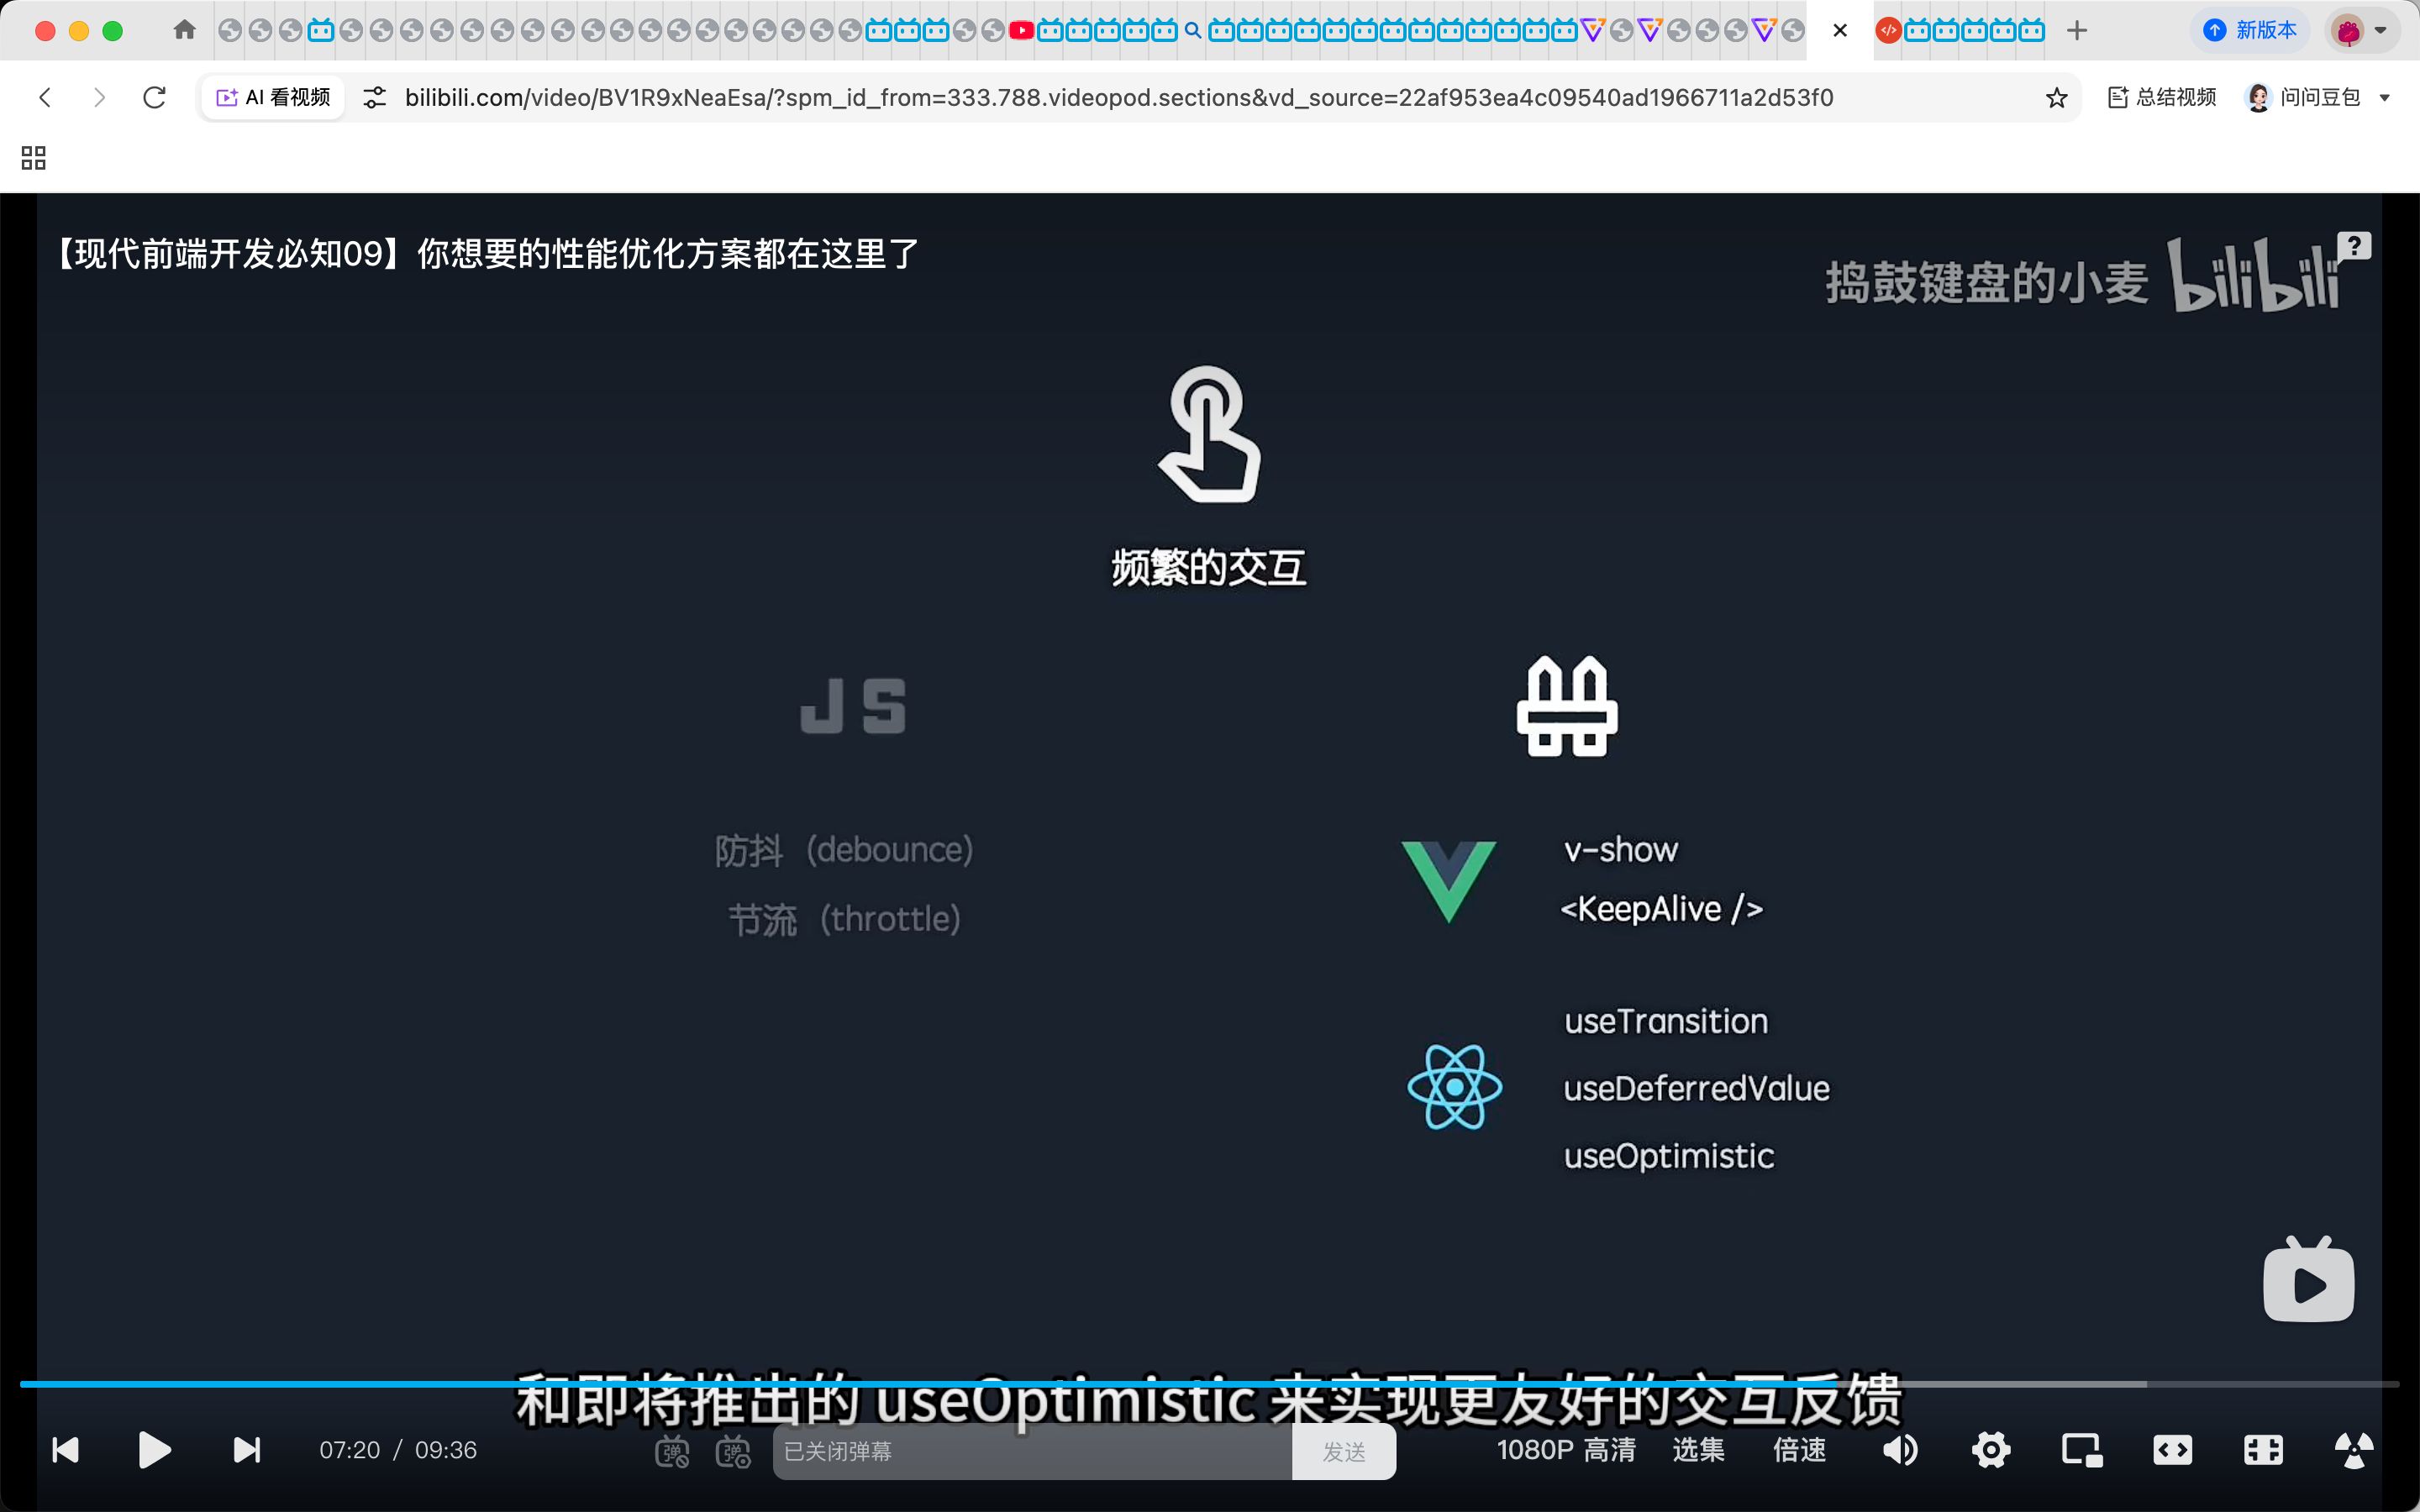 新版本
AI 看视频
bilibili.com/video/BV1R9xNeaEsa/?spm_id_from=333.788.videopod.sections&vd_source=22af953ea4c09540ad1966711a2d53f0
总结视频
问问豆包
【现代前端开发必知09】你想要的性能优化方案都在这里了
捣鼓键盘的小麦 bilibili
?
频繁的交互
JS
防抖（debounce）
节流（throttle）
v-show
<KeepAlive />
useTransition
useDeferredValue
useOptimistic
和即将推出的 useOptimistic 来实现更友好的交互反馈
07:20 / 09:36
弹
弹
已关闭弹幕
发送
1080P 高清
选集
倍速